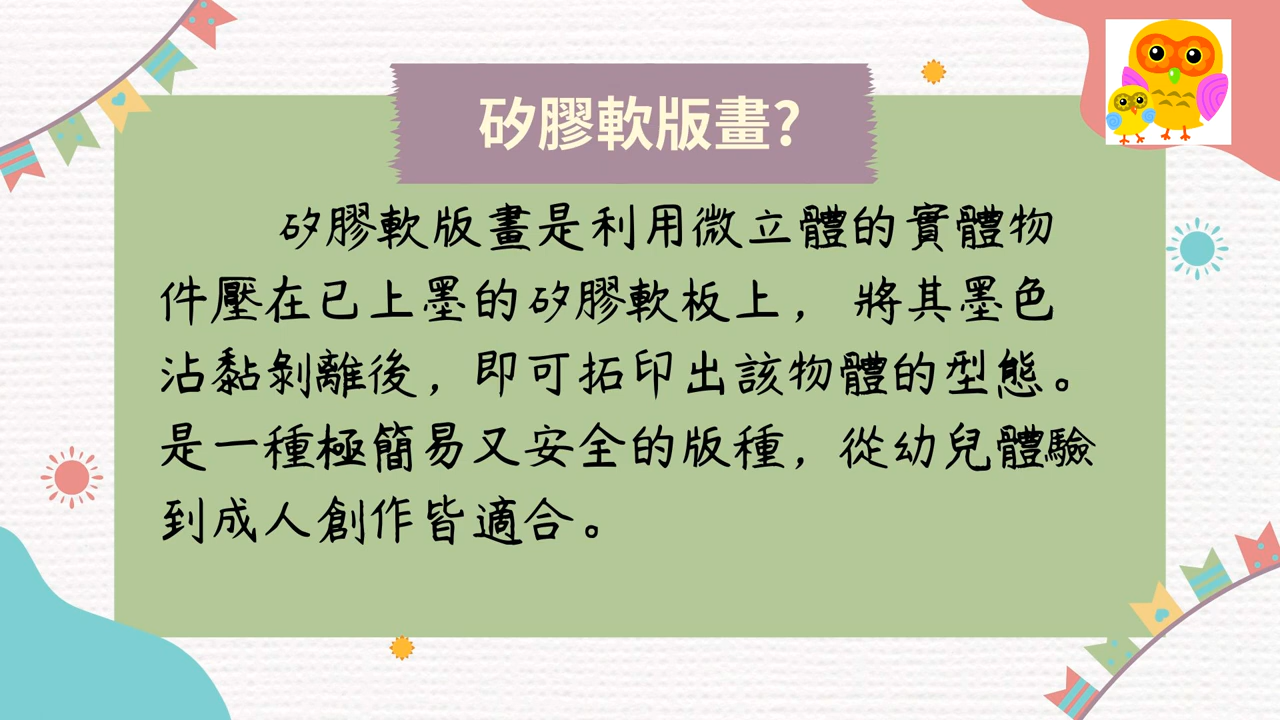 矽膠軟版畫?
矽膠軟版畫是利用微立體的實體物
件壓在已上墨的矽膠軟板上， 將其墨色
沾黏剝離後，即可拓印出該物體的型態。
是一種極簡易又安全的版種，從幼兒體驗
到成人創作皆適合。